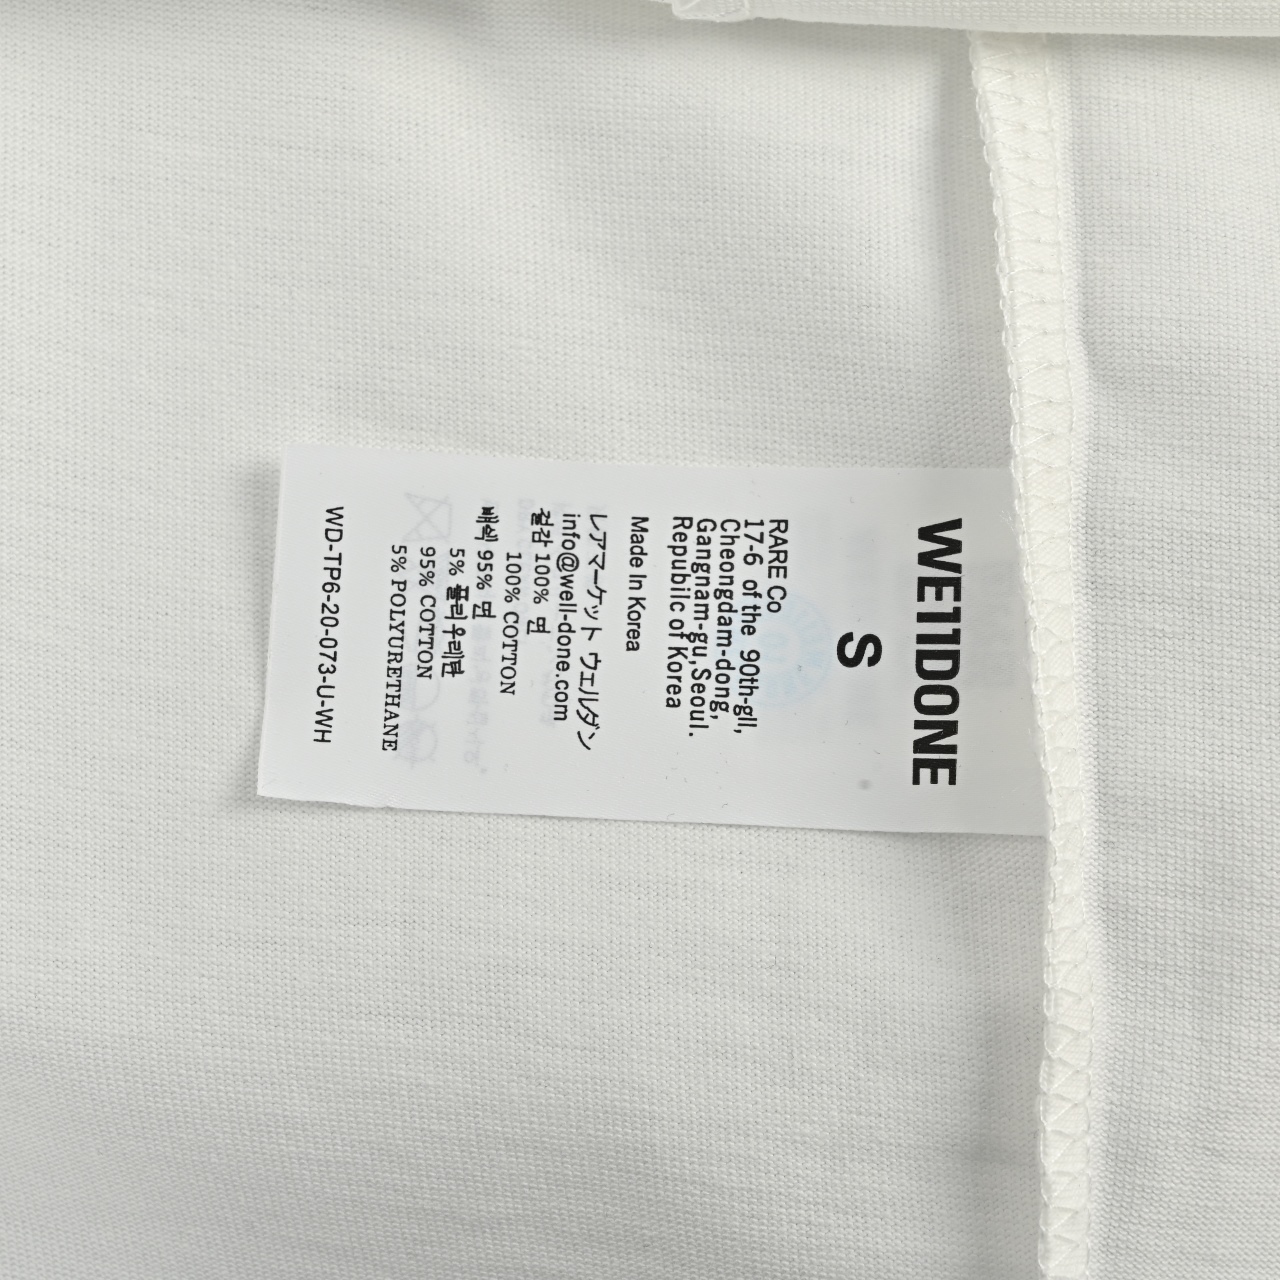 WE11DONE
S
RARE Co
17-6 of the 90th-gil,
Cheongdam-dong,
Gangnam-gu,Seoul.
Republic of Korea
Made In Korea
レアマーケット ウェルダン
info@well-done.com
겉감 100% 면
100% COTTON
배색 95% 면
5% 폴리우레탄
95% COTTON
5% POLYURETHANE
WD-TP6-20-073-U-WH